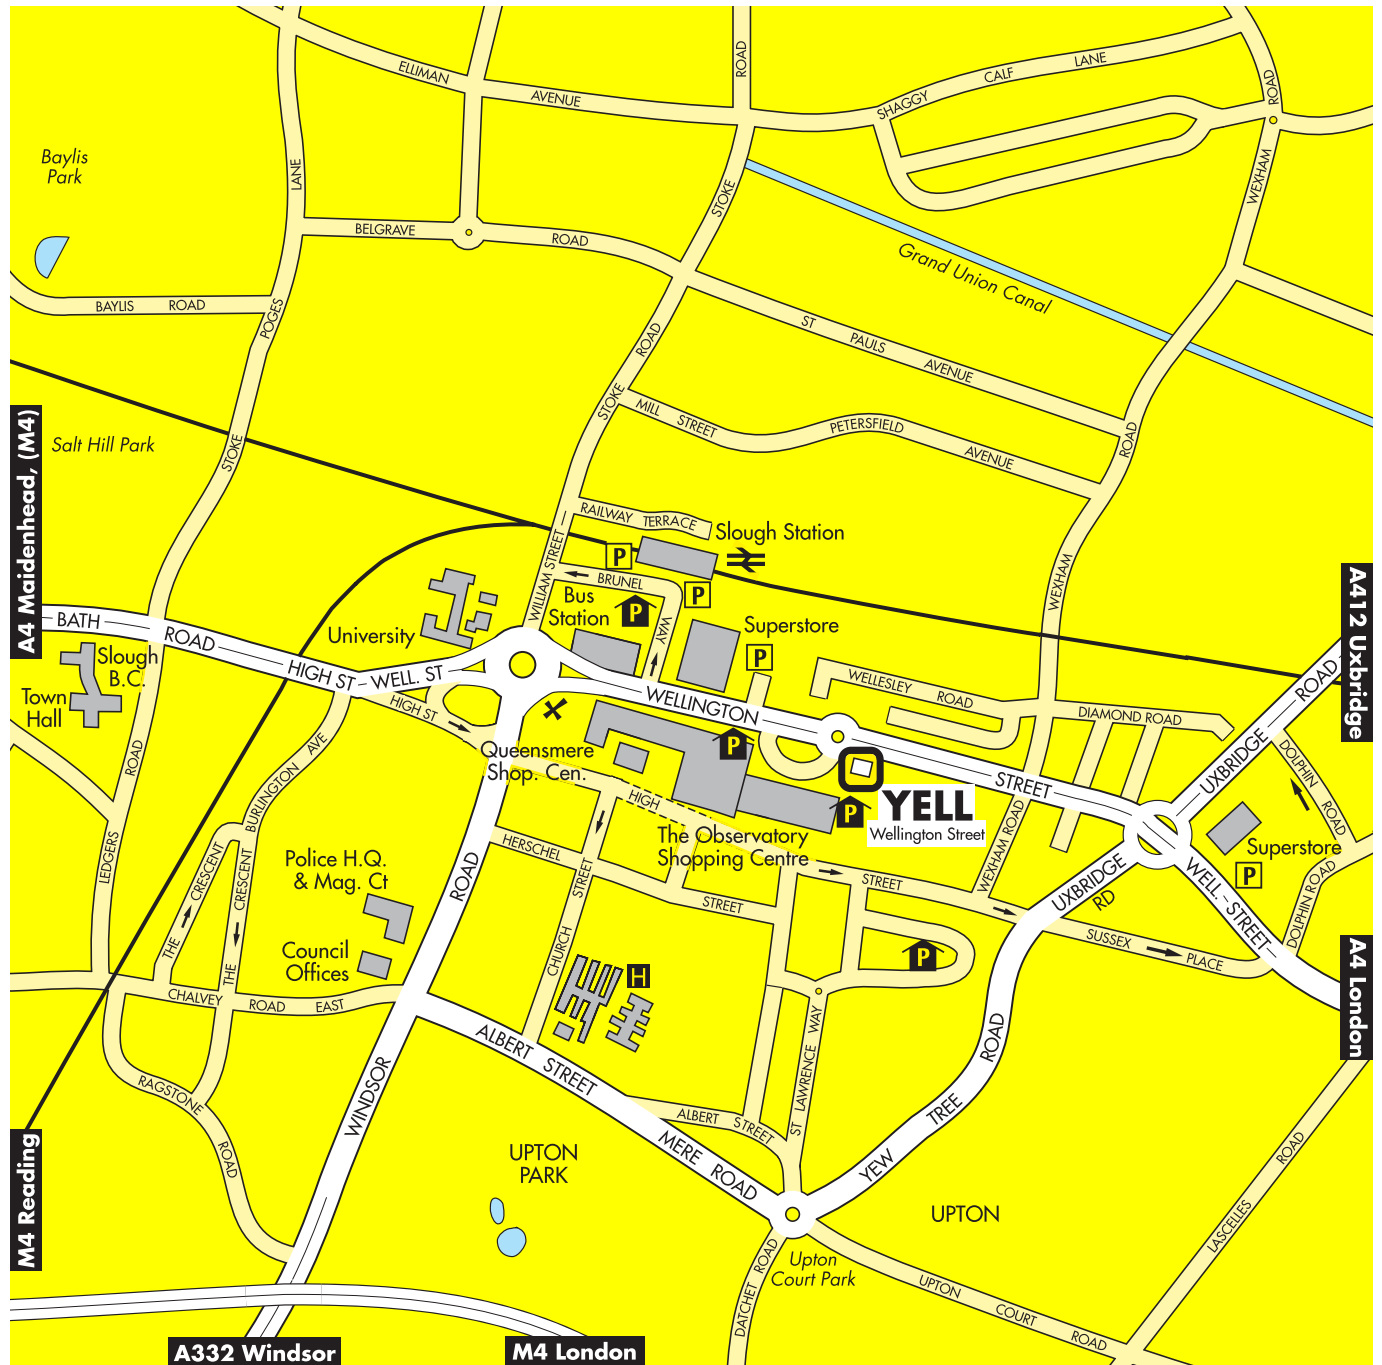 ELLIMAN
AVENUE
ROAD
SHAGGY
CALF
LANE
ROAD
Baylis
Park
LANE
STOKE
WEXHAM
BELGRAVE
ROAD
Grand Union Canal
BAYLIS ROAD
POGES
ROAD
ST
PAULS
AVENUE
STOKE
MILL
STREET
PETERSFIELD
AVENUE
ROAD
A4 Maidenhead, (M4)
Salt Hill Park
STOKE
RAILWAY TERRACE
Slough Station
WILLIAM STREET
P
BRUNEL
P
WEXHAM
A412 Uxbridge
Bus
Station
P
WAY
Superstore
P
University
BATH
ROAD
HIGH ST
WELL. ST
Slough
B.C.
Town
Hall
WELLINGTON
WELLESLEY ROAD
DIAMOND ROAD
ROAD
UXBRIDGE
HIGH ST
P
Queensmere
Shop. Cen.
STREET
DOLPHIN ROAD
ROAD
BURLINGTON AVE
HIGH
P
YELL
Wellington Street
The Observatory
Shopping Centre
WEXHAM ROAD
Superstore
P
HERSCHEL
STREET
STREET
STREET
LEDGERS
THE CRESCENT
THE CRESCENT
Police H.Q.
& Mag. Ct
ROAD
UXBRIDGE
RD
WELL. STREET
DOLPHIN ROAD
Council
Offices
CHURCH
H
P
SUSSEX
PLACE
A4 London
CHALVEY ROAD EAST
ALBERT STREET
WINDSOR
ST LAWRENCE WAY
ROAD
TREE
YEW
RAGSTONE
ROAD
ALBERT STREET
MERE ROAD
UPTON
PARK
M4 Reading
UPTON
ROAD
LASCELLES
Upton
Court Park
DATCHET ROAD
UPTON
COURT
ROAD
A332 Windsor
M4 London